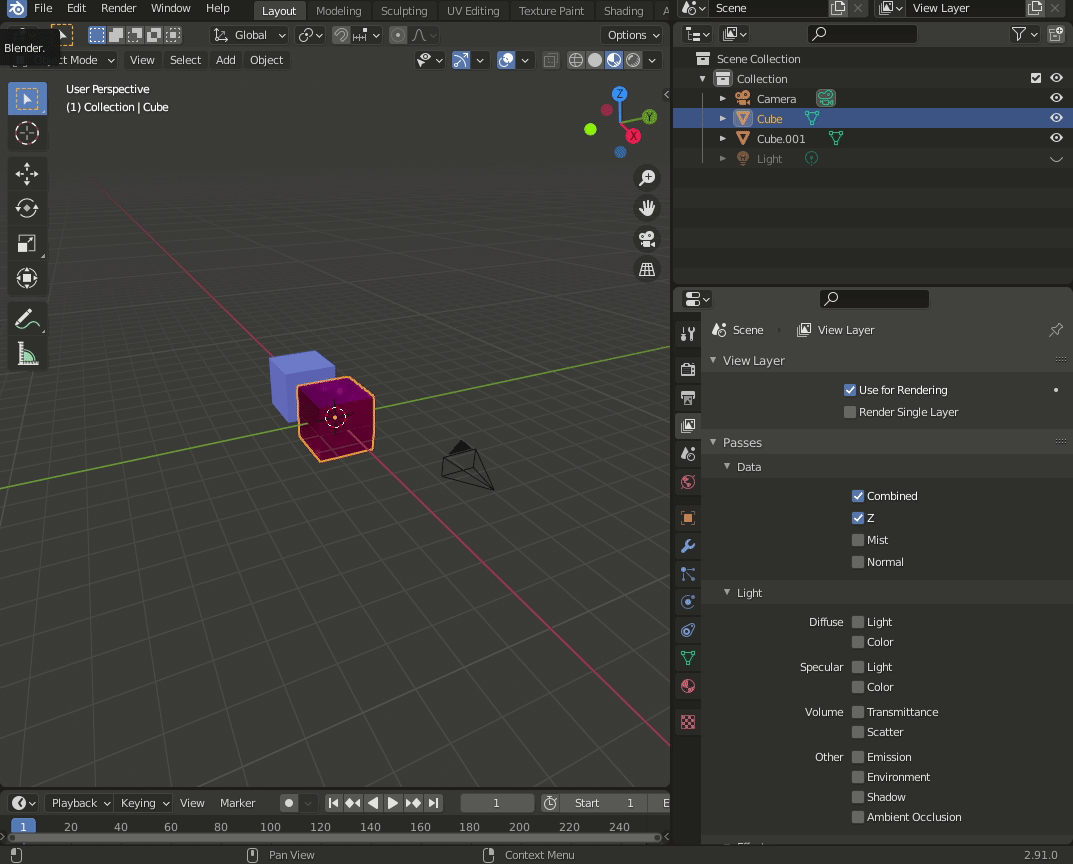 File Edit Render Window Help Layout Modeling Sculpting UV Editing Texture Paint Shading A Scene View Layer
Blender.
Global Options
ct Mode View Select Add Object
User Perspective
(1) Collection | Cube
Z
Y
X
Scene Collection
Collection
Camera
Cube
Cube.001
Light
Scene View Layer
View Layer
Use for Rendering
Render Single Layer
Passes
Data
Combined
Z
Mist
Normal
Light
Diffuse Light
Color
Specular Light
Color
Volume Transmittance
Scatter
Other Emission
Environment
Shadow
Ambient Occlusion
Playback Keying View Marker 1 Start 1 E
1 20 40 60 80 100 120 140 160 180 200 220 240
Pan View Context Menu 2.91.0